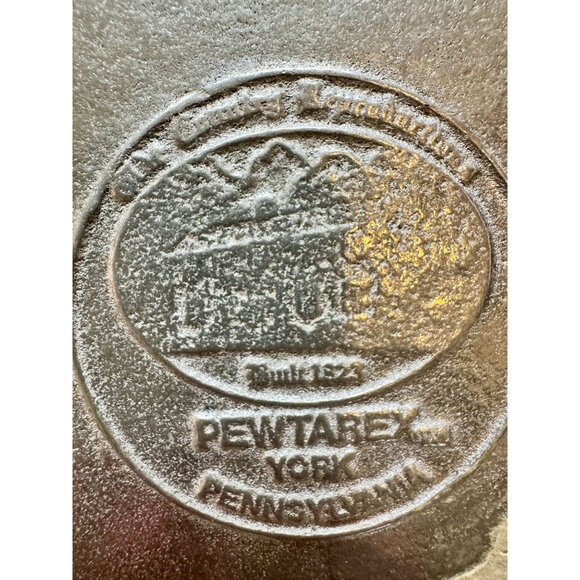 Country Reproductions
Built 1823
PEWTAREX
YORK
PENNSYLVANIA